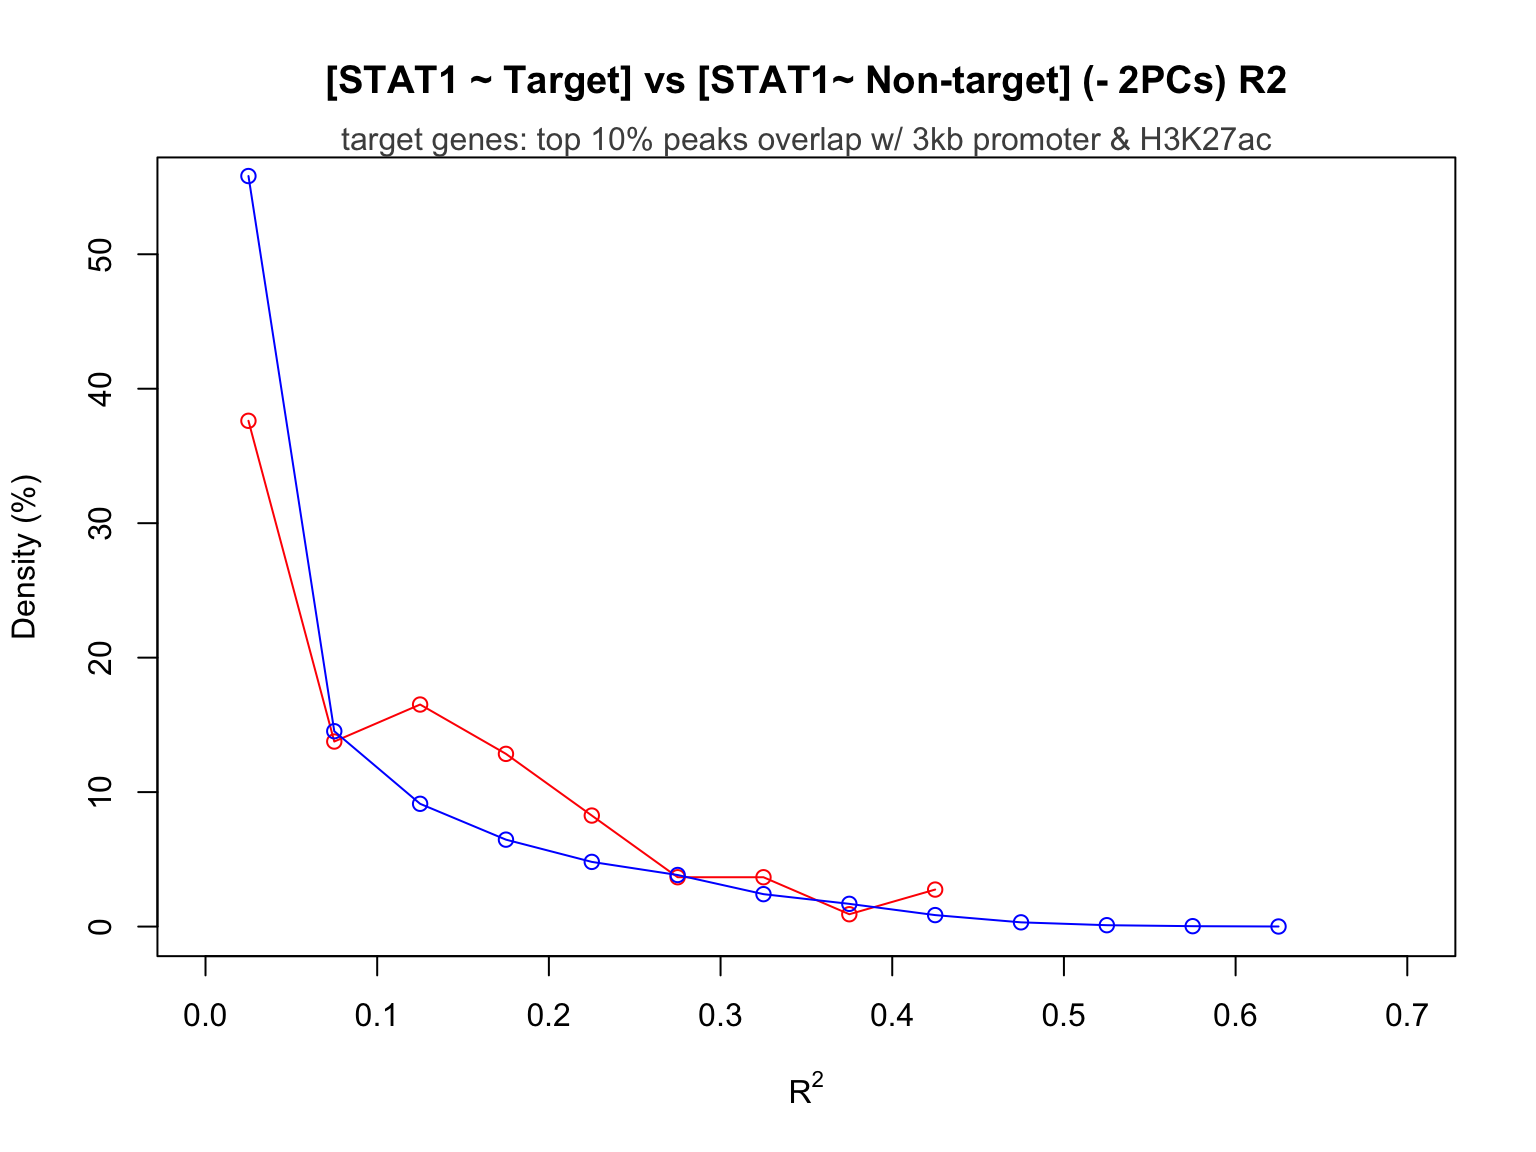 [STAT1 ~ Target] vs [STAT1~ Non-target] (- 2PCs) R2
target genes: top 10% peaks overlap w/ 3kb promoter & H3K27ac
Density (%)
50
40
30
20
10
0
0.0 0.1 0.2 0.3 0.4 0.5 0.6 0.7
R²